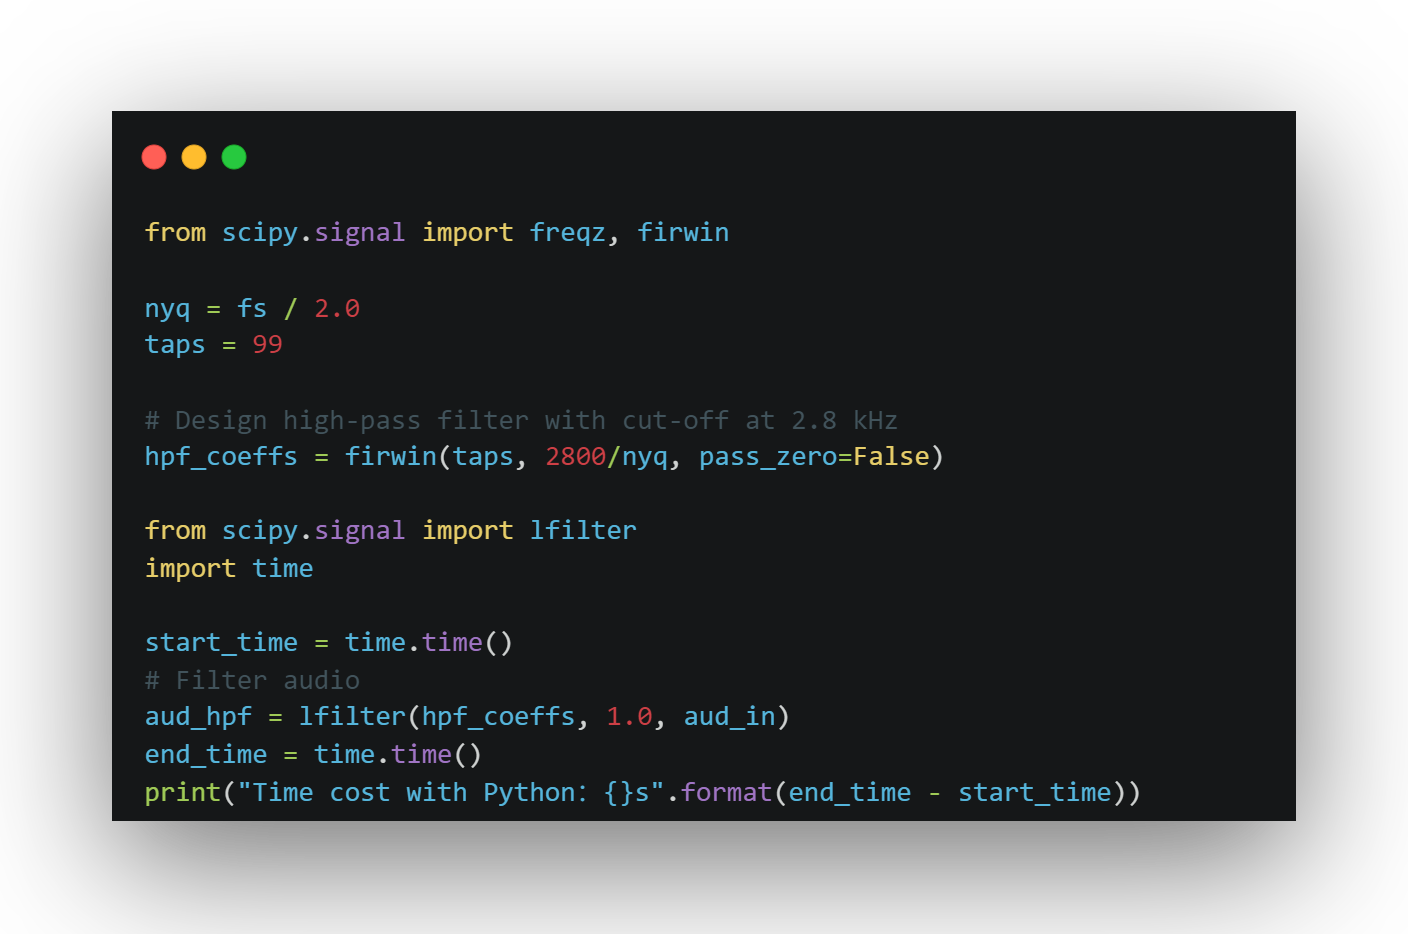 from scipy.signal import freqz, firwin
nyq = fs / 2.0
taps = 99
# Design high-pass filter with cut-off at 2.8 kHz
hpf_coeffs = firwin(taps, 2800/nyq, pass_zero=False)
from scipy.signal import lfilter
import time
start_time = time.time()
# Filter audio
aud_hpf = lfilter(hpf_coeffs, 1.0, aud_in)
end_time = time.time()
print("Time cost with Python: {}s".format(end_time - start_time))